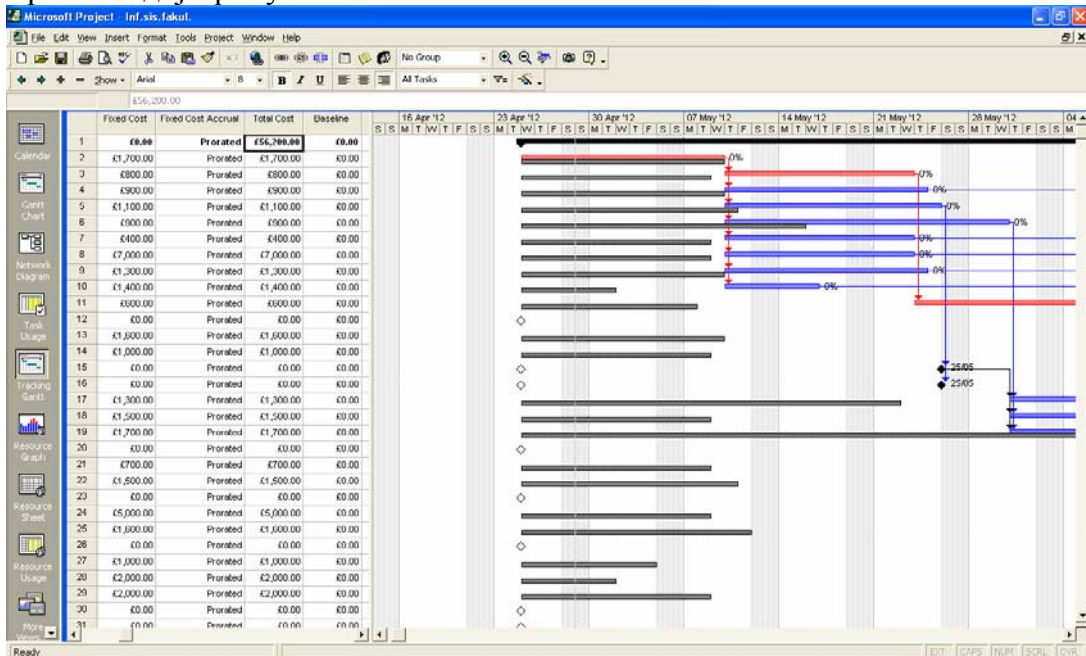 Microsoft Project - Inf.sis.fakul.
File Edit View Insert Format Tools Project Window Help
No Group
Show Arial 8 B I U All Tasks
£56,200.00
Fixed Cost Fixed Cost Accrual Total Cost Baseline
16 Apr '12 23 Apr '12 30 Apr '12 07 May '12 14 May '12 21 May '12 28 May '12 04
S S M T W T F S S M T W T F S S M T W T F S S M T W T F S S M T W T F S S M T W T F S S M T W T F S S M
1 £0.00 Prorated £56,200.00 £0.00
2 £1,700.00 Prorated £1,700.00 £0.00 0%
3 £800.00 Prorated £800.00 £0.00 0%
4 £900.00 Prorated £900.00 £0.00 0%
5 £1,100.00 Prorated £1,100.00 £0.00 0%
6 £900.00 Prorated £900.00 £0.00 0%
7 £400.00 Prorated £400.00 £0.00 0%
8 £7,000.00 Prorated £7,000.00 £0.00 0%
9 £1,300.00 Prorated £1,300.00 £0.00 0%
10 £1,400.00 Prorated £1,400.00 £0.00 0%
11 £600.00 Prorated £600.00 £0.00
12 £0.00 Prorated £0.00 £0.00
13 £1,600.00 Prorated £1,600.00 £0.00
14 £1,000.00 Prorated £1,000.00 £0.00
15 £0.00 Prorated £0.00 £0.00 25/05
16 £0.00 Prorated £0.00 £0.00 25/05
17 £1,300.00 Prorated £1,300.00 £0.00
18 £1,500.00 Prorated £1,500.00 £0.00
19 £1,700.00 Prorated £1,700.00 £0.00
20 £0.00 Prorated £0.00 £0.00
21 £700.00 Prorated £700.00 £0.00
22 £1,500.00 Prorated £1,500.00 £0.00
23 £0.00 Prorated £0.00 £0.00
24 £5,000.00 Prorated £5,000.00 £0.00
25 £1,600.00 Prorated £1,600.00 £0.00
26 £0.00 Prorated £0.00 £0.00
27 £1,000.00 Prorated £1,000.00 £0.00
28 £2,000.00 Prorated £2,000.00 £0.00
29 £2,000.00 Prorated £2,000.00 £0.00
30 £0.00 Prorated £0.00 £0.00
31 £0.00 Prorated £0.00 £0.00
Calendar
Gantt
Chart
Network
Diagram
Task
Usage
Tracking
Gantt
Resource
Graph
Resource
Sheet
Resource
Usage
More
Views...
Ready
EXT CAPS NUM SCRL OVR